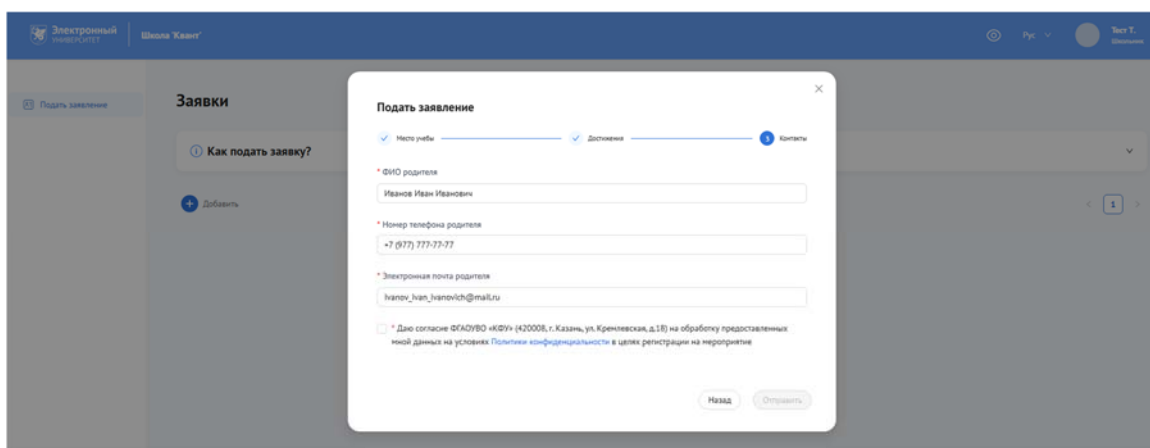 Электронный
УНИВЕРСИТЕТ
Школа 'Квант'
Рус
Тест Т.
Школьник
Подать заявление
Заявки
Как подать заявку?
Добавить
1
Подать заявление
Место учебы
Достижения
3 Контакты
* ФИО родителя
Иванов Иван Иванович
* Номер телефона родителя
+7 (977) 777-77-77
* Электронная почта родителя
ivanov_ivan_ivanovich@mail.ru
* Даю согласие ФГАОУВО «КФУ» (420008, г. Казань, ул. Кремлевская, д.18) на обработку предоставленных
мной данных на условиях Политики конфиденциальности в целях регистрации на мероприятие
Назад
Отправить